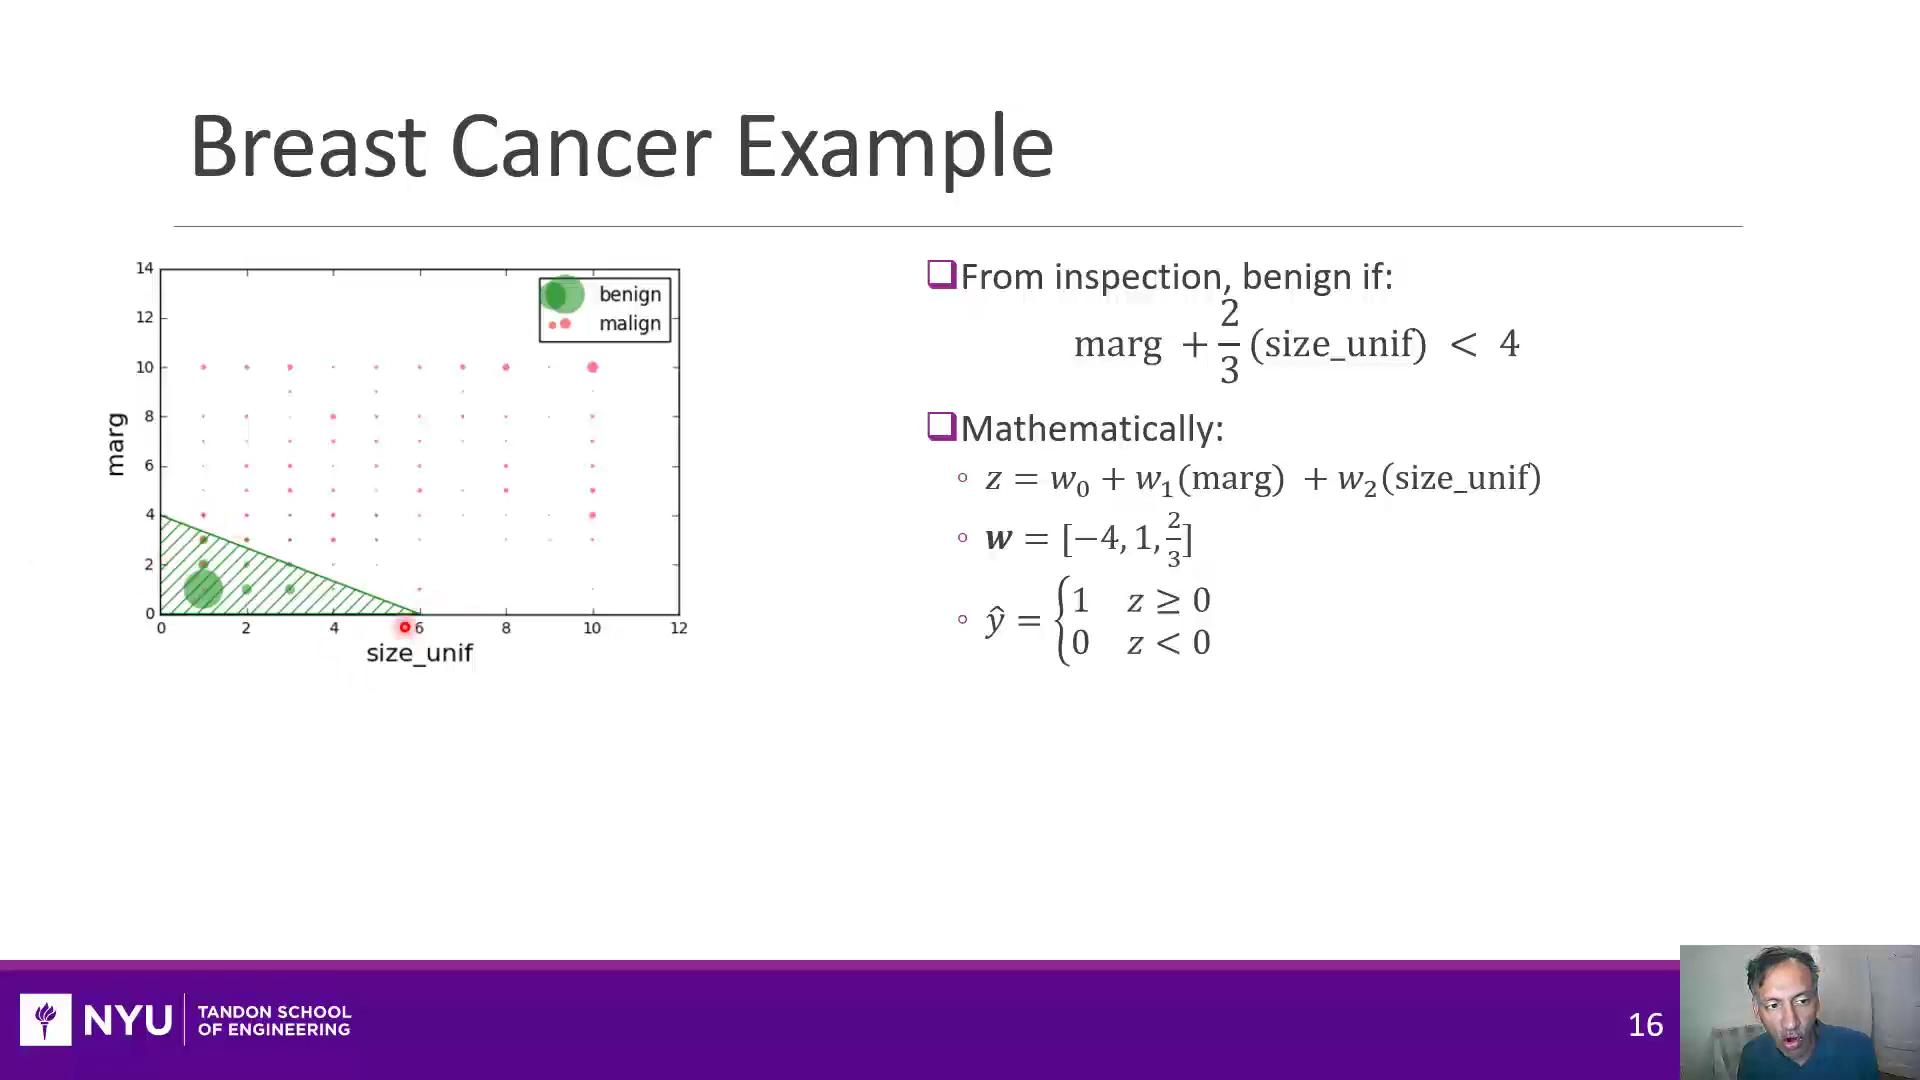 Breast Cancer Example
14
12
10
8
6
4
2
0
marg
0 2 4 6 8 10 12
size_unif
benign
malign
❑From inspection, benign if:
marg + 2/3 (size_unif) < 4
❑Mathematically:
◦ z = w₀ + w₁(marg) + w₂(size_unif)
◦ w = [−4, 1, 2/3]
◦ ŷ = { 1 z ≥ 0
0 z < 0
NYU
TANDON SCHOOL
OF ENGINEERING
16